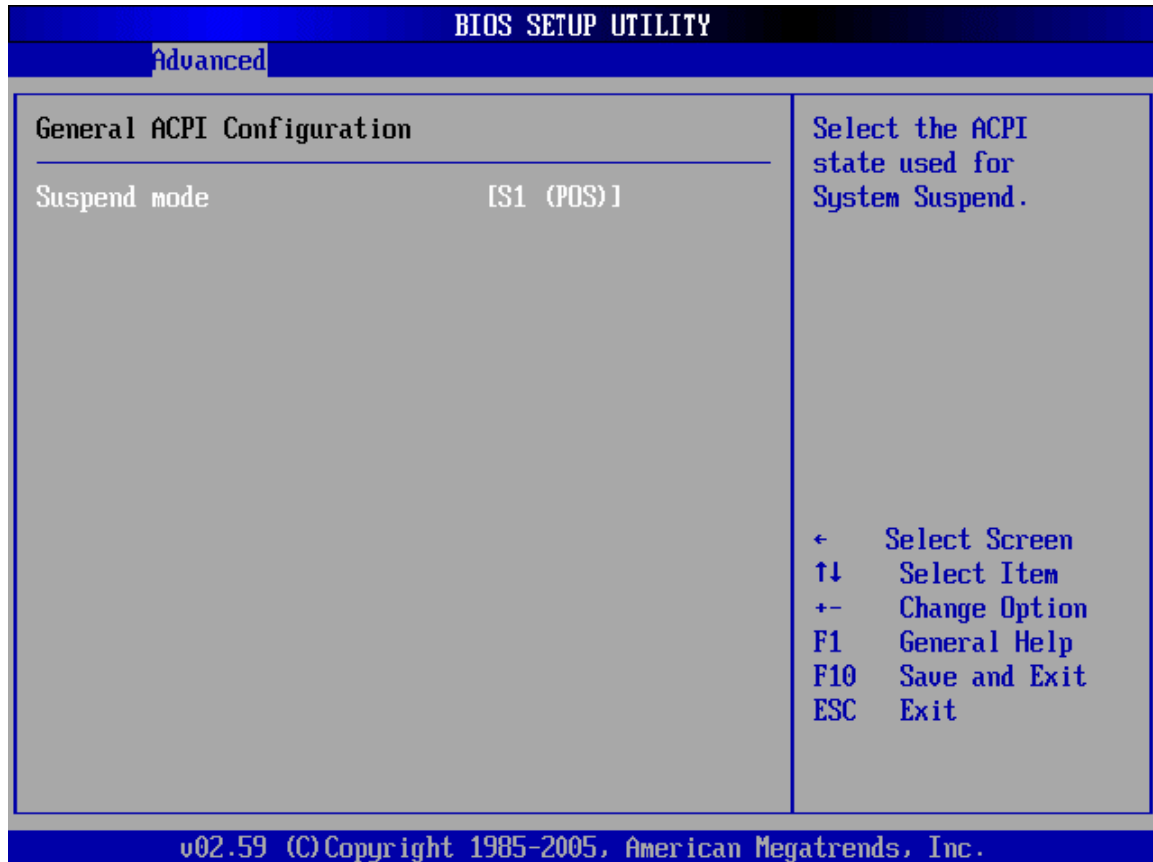 BIOS SETUP UTILITY
Advanced
General ACPI Configuration
Suspend mode [S1 (POS)]
Select the ACPI
state used for
System Suspend.
← Select Screen
↑↓ Select Item
+- Change Option
F1 General Help
F10 Save and Exit
ESC Exit
v02.59 (C)Copyright 1985-2005, American Megatrends, Inc.